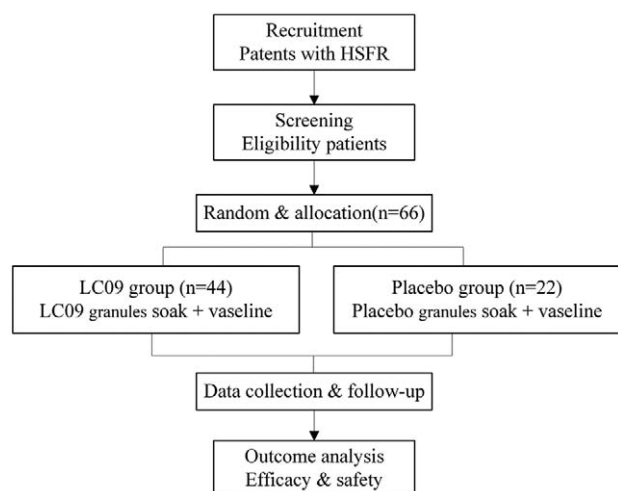 Recruitment
Patents with HSFR
Screening
Eligibility patients
Random & allocation(n=66)
LC09 group (n=44)
LC09 granules soak + vaseline
Placebo group (n=22)
Placebo granules soak + vaseline
Data collection & follow-up
Outcome analysis
Efficacy & safety